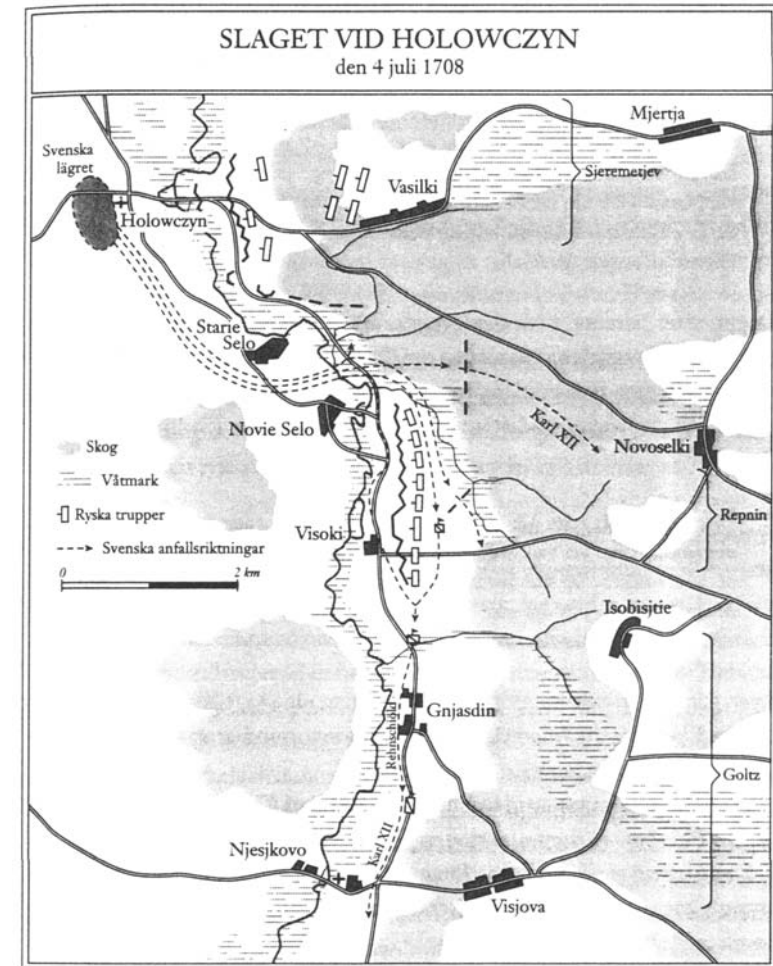 SLAGET VID HOLOWCZYN
den 4 juli 1708
Mjertja
Svenska
lägret
Sjeremetjev
Vasilki
Holowczyn
Starie
Selo
Karl XII
Novie Selo
Novoselki
Skog
Våtmark
Ryska trupper
Repnin
Visoki
Svenska anfallsriktningar
0 2 km
Isobisjtie
Gnjasdin
Rehnschiöld
Goltz
Karl XII
Njesjkovo
Visjova